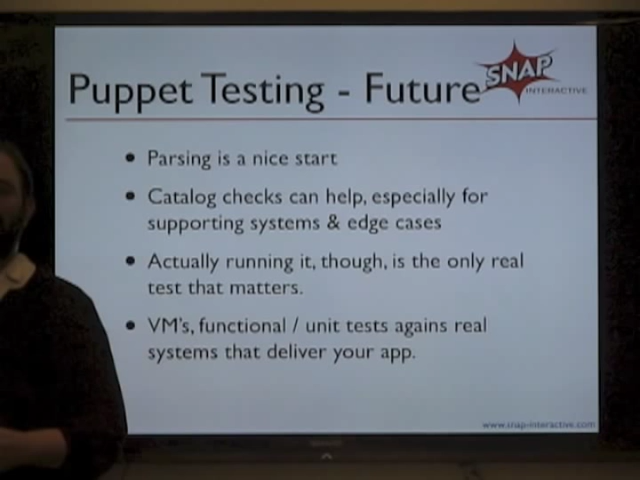 Puppet Testing - Future
SNAP
INTERACTIVE
Parsing is a nice start
Catalog checks can help, especially for
supporting systems & edge cases
Actually running it, though, is the only real
test that matters.
VM's, functional / unit tests agains real
systems that deliver your app.
www.snap-interactive.com